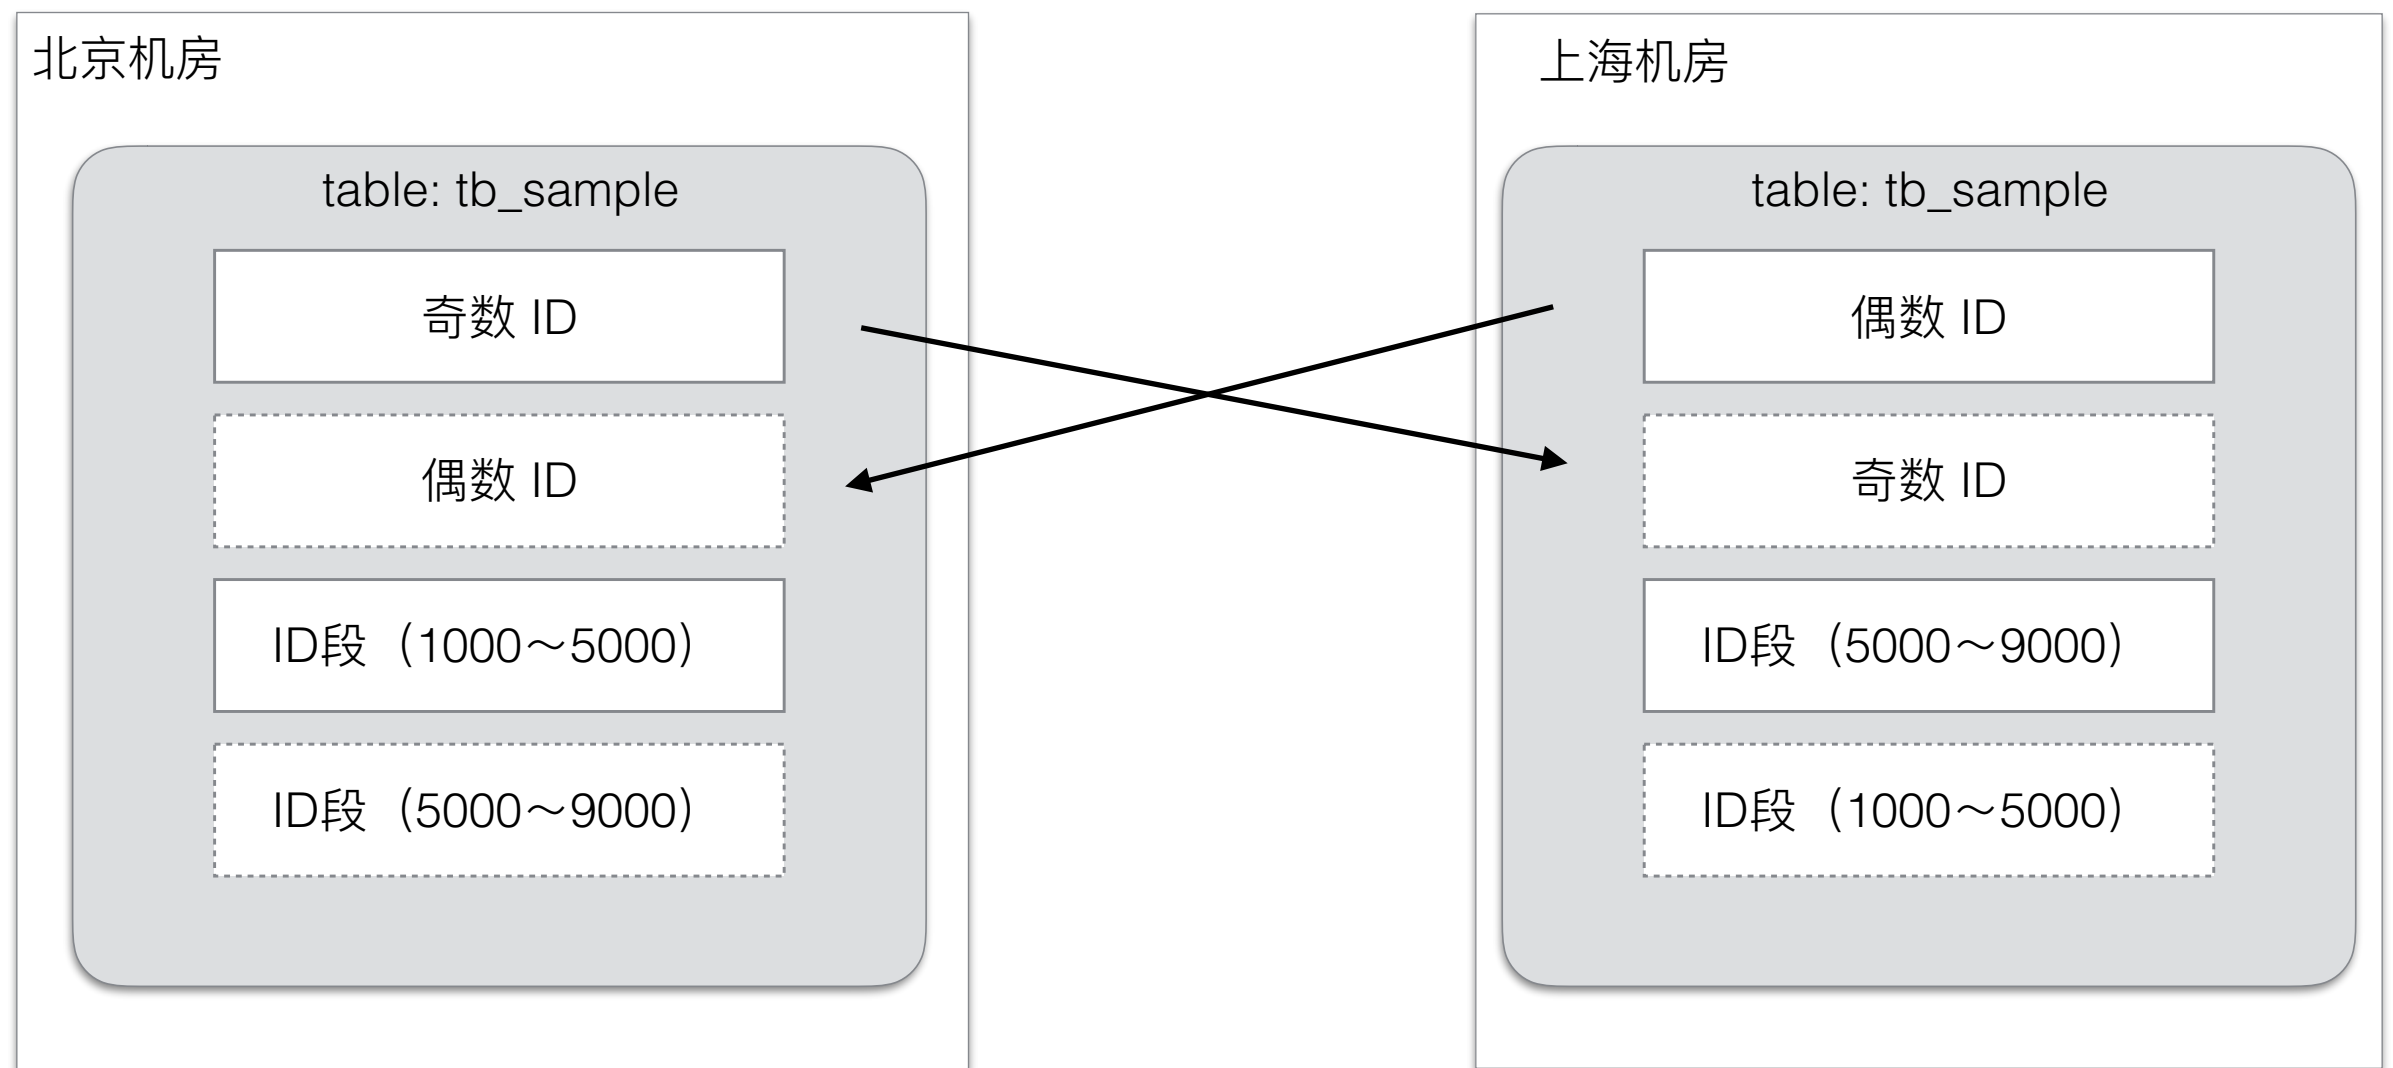 北京机房
table: tb_sample
奇数 ID
偶数 ID
ID段（1000～5000）
ID段（5000～9000）
上海机房
table: tb_sample
偶数 ID
奇数 ID
ID段（5000～9000）
ID段（1000～5000）